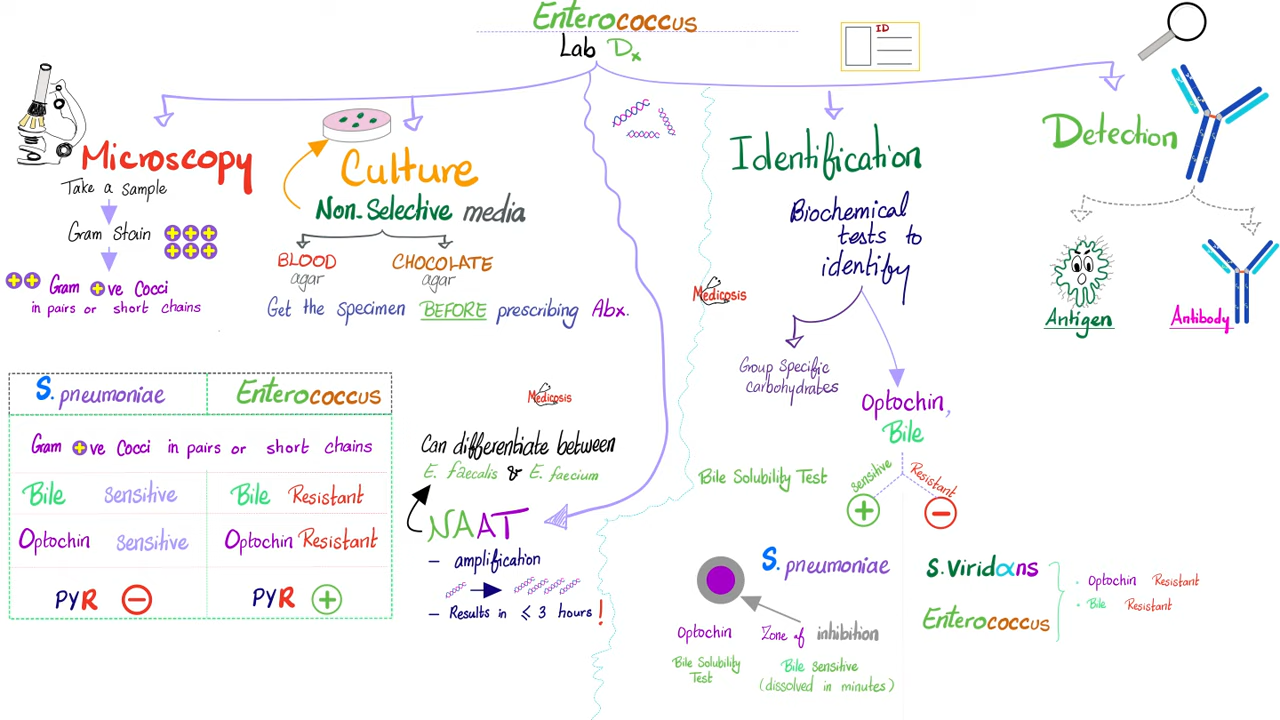 Enterococcus
Lab Dx
ID
Microscopy
Take a sample
Gram Stain
Gram +ve Cocci
in pairs or short chains
Culture
Non-Selective media
BLOOD
agar
CHOCOLATE
agar
Get the specimen BEFORE prescribing Abx.
Identification
Biochemical
tests to
identify
Medicosis
Group Specific
carbohydrates
Optochin,
Bile
Bile Solubility Test
Sensitive
Resistant
+
−
S. pneumoniae
Optochin
Zone of inhibition
Bile Solubility
Test
Bile sensitive
(dissolved in minutes)
S. Viridαns
Enterococcus
· Optochin Resistant
· Bile Resistant
Detection
Antigen
Antibody
S. pneumoniae
Enterococcus
Gram +ve Cocci in pairs or short chains
Bile sensitive
Bile Resistant
Optochin sensitive
Optochin Resistant
PYR −
PYR +
Medicosis
Can differentiate between
E. faecalis & E. faecium
NAAT
– amplification
– Results in ⩽ 3 hours!